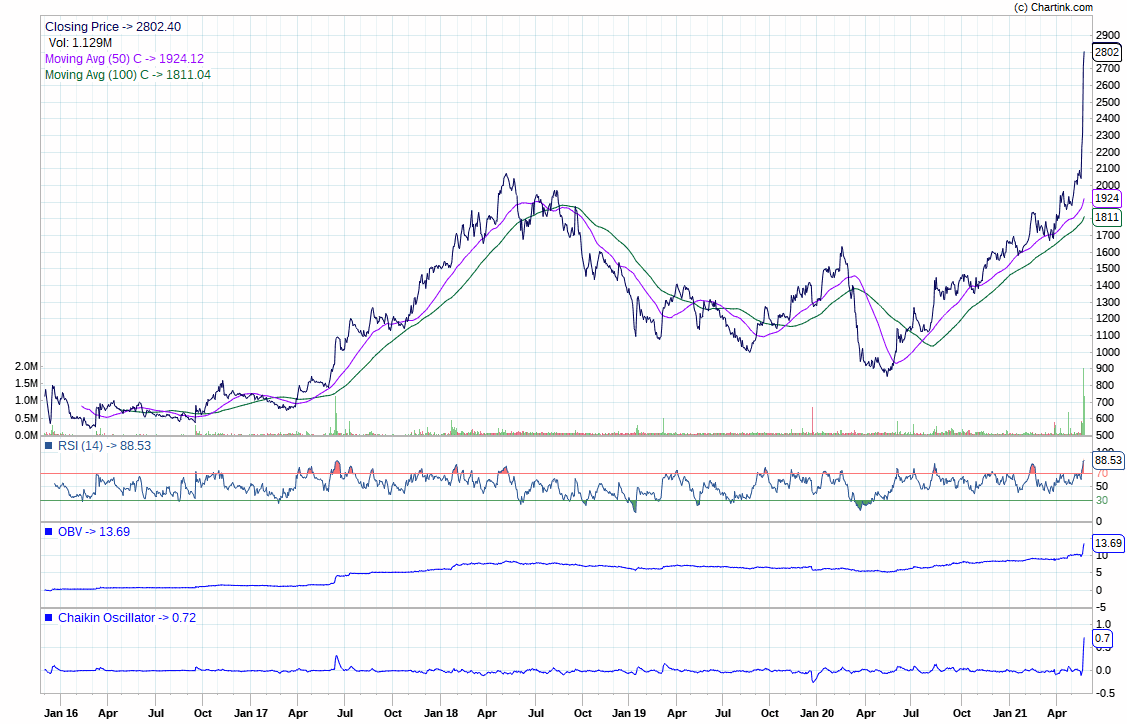 (c) Chartink.com
Closing Price -> 2802.40
Vol: 1.129M
Moving Avg (50) C -> 1924.12
Moving Avg (100) C -> 1811.04
2900
2802
2700
2600
2500
2400
2300
2200
2100
2000
1924
1811
1700
1600
1500
1400
1300
1200
1100
1000
900
800
700
600
500
2.0M
1.5M
1.0M
0.5M
0.0M
RSI (14) -> 88.53
100
88.53
70
50
30
0
OBV -> 13.69
13.69
10
5
0
-5
Chaikin Oscillator -> 0.72
1.0
0.7
0.5
0.0
-0.5
Jan 16 Apr Jul Oct Jan 17 Apr Jul Oct Jan 18 Apr Jul Oct Jan 19 Apr Jul Oct Jan 20 Apr Jul Oct Jan 21 Apr